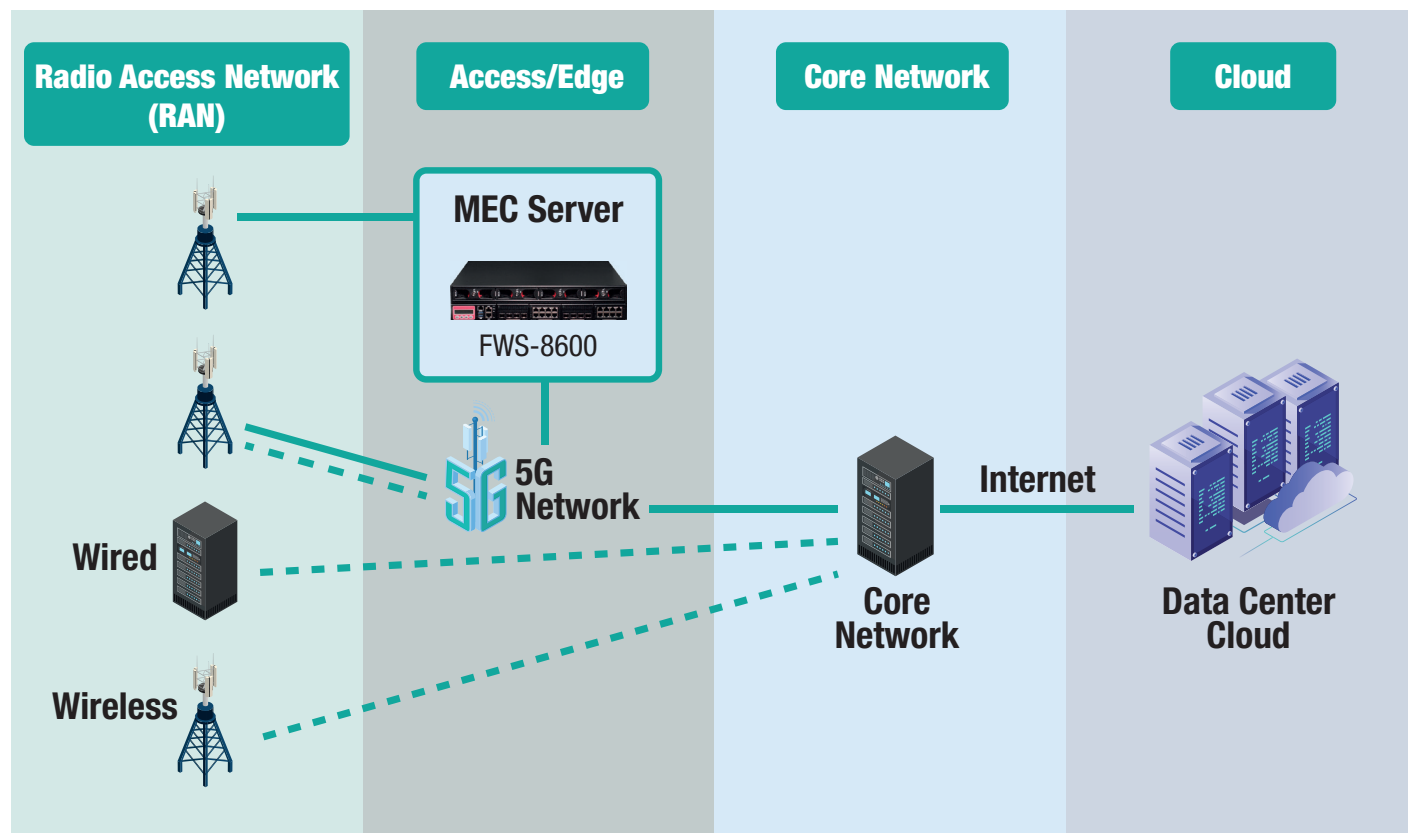 Radio Access Network
(RAN)
Access/Edge
Core Network
Cloud
MEC Server
FWS-8600
5G
5G
Network
Internet
Wired
Core
Network
Data Center
Cloud
Wireless